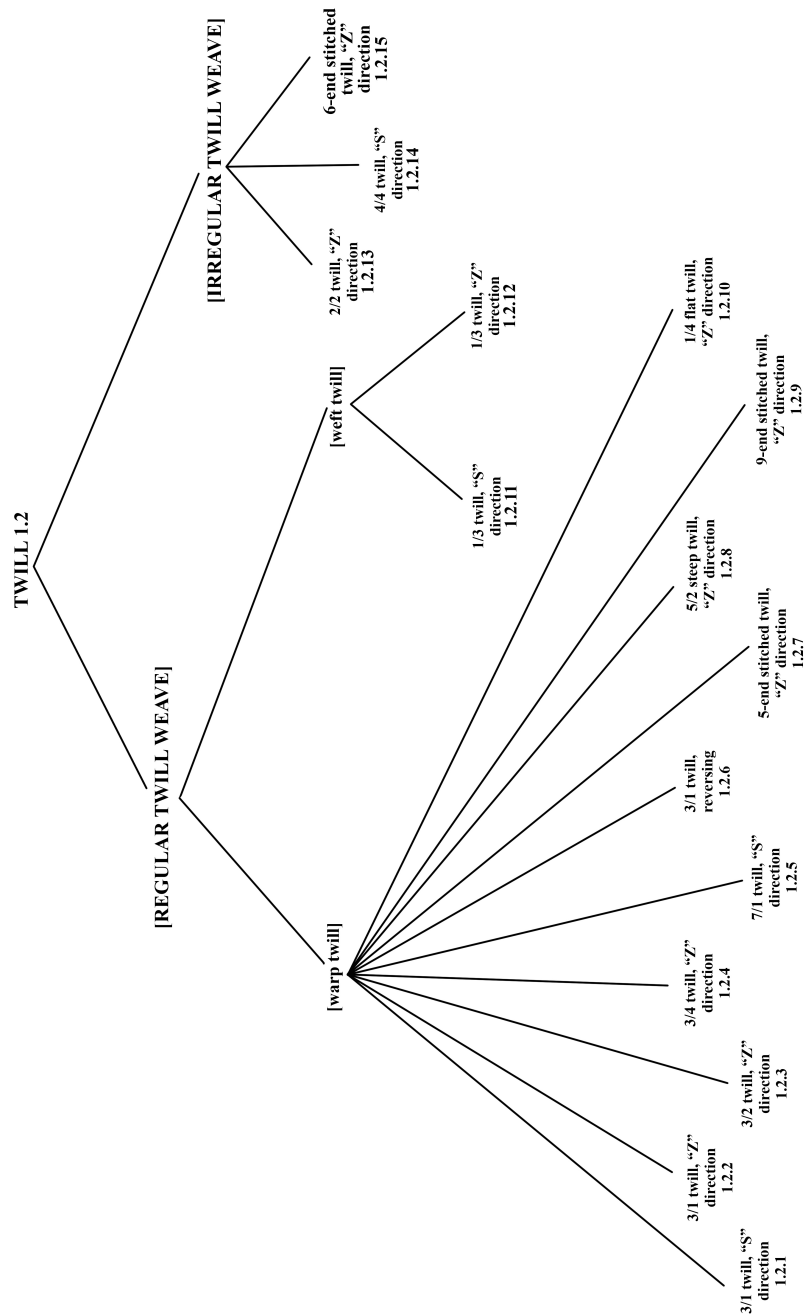 TWILL 1.2
[REGULAR TWILL WEAVE]
[IRREGULAR TWILL WEAVE]
[warp twill]
[weft twill]
2/2 twill, “Z”
direction
1.2.13
4/4 twill, “S”
direction
1.2.14
6-end stitched
twill, “Z”
direction
1.2.15
1/3 twill, “S”
direction
1.2.11
1/3 twill, “Z”
direction
1.2.12
3/1 twill, “S”
direction
1.2.1
3/1 twill, “Z”
direction
1.2.2
3/2 twill, “Z”
direction
1.2.3
3/4 twill, “Z”
direction
1.2.4
7/1 twill, “S”
direction
1.2.5
3/1 twill,
reversing
1.2.6
5-end stitched twill,
“Z” direction
1.2.7
5/2 steep twill,
“Z” direction
1.2.8
9-end stitched twill,
“Z” direction
1.2.9
1/4 flat twill,
“Z” direction
1.2.10